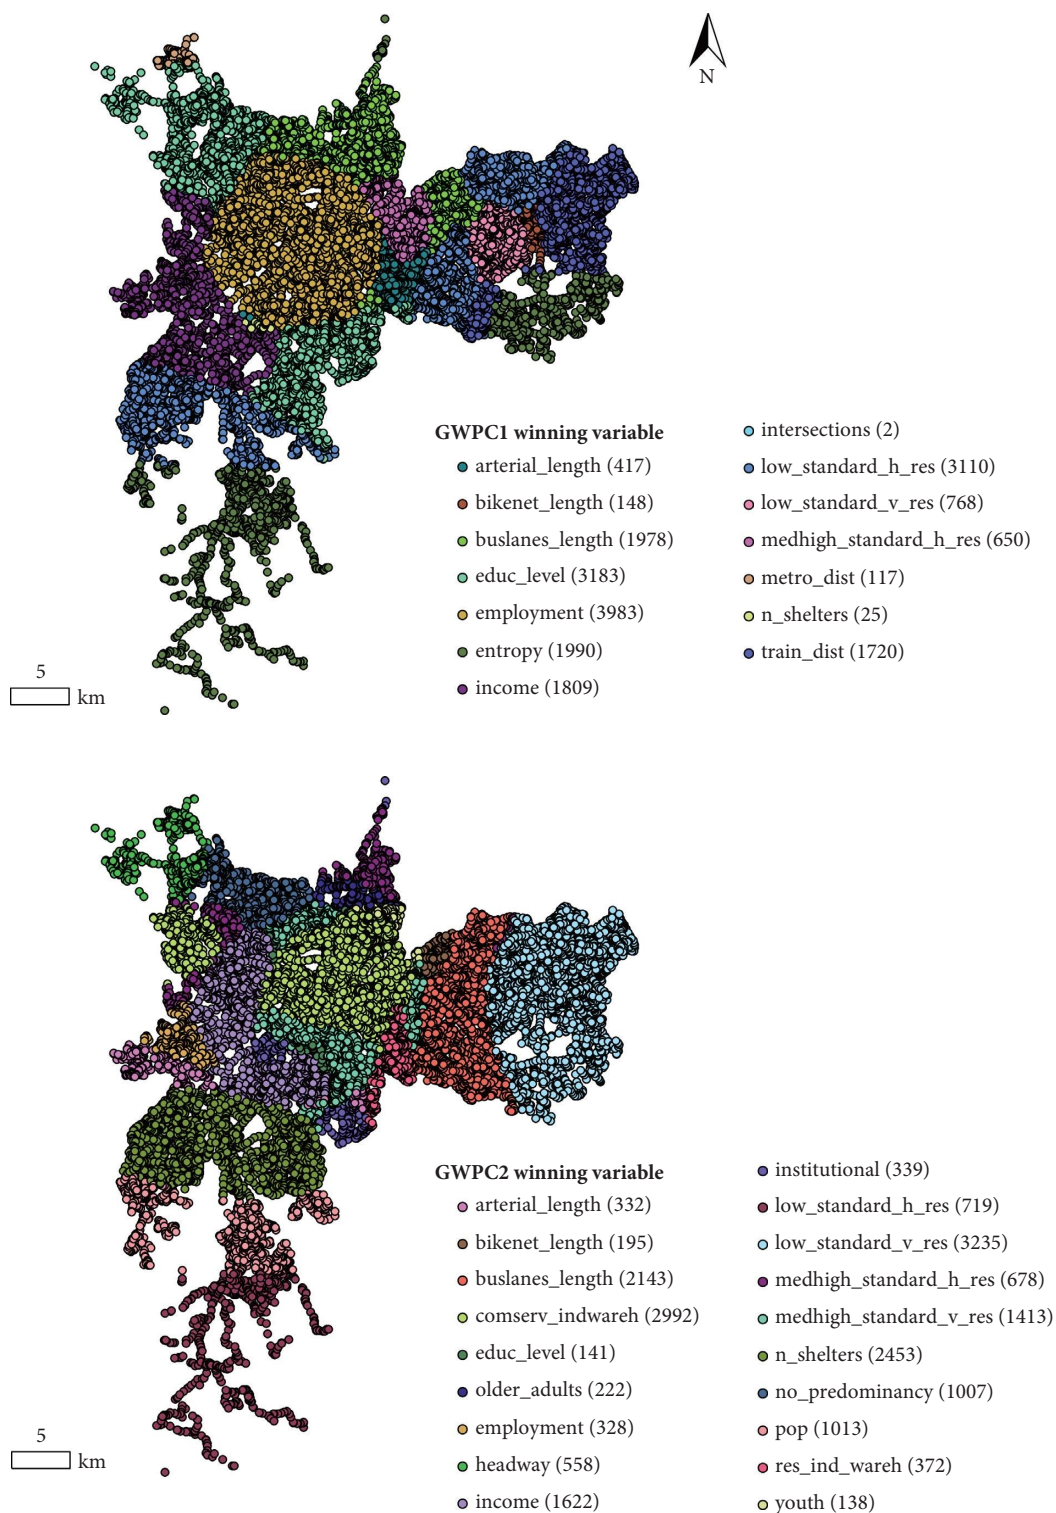 N
GWPC1 winning variable
arterial_length (417)
bikenet_length (148)
buslanes_length (1978)
educ_level (3183)
employment (3983)
entropy (1990)
income (1809)
intersections (2)
low_standard_h_res (3110)
low_standard_v_res (768)
medhigh_standard_h_res (650)
metro_dist (117)
n_shelters (25)
train_dist (1720)
5
km
GWPC2 winning variable
arterial_length (332)
bikenet_length (195)
buslanes_length (2143)
comserv_indwareh (2992)
educ_level (141)
older_adults (222)
employment (328)
headway (558)
income (1622)
institutional (339)
low_standard_h_res (719)
low_standard_v_res (3235)
medhigh_standard_h_res (678)
medhigh_standard_v_res (1413)
n_shelters (2453)
no_predominancy (1007)
pop (1013)
res_ind_wareh (372)
youth (138)
5
km